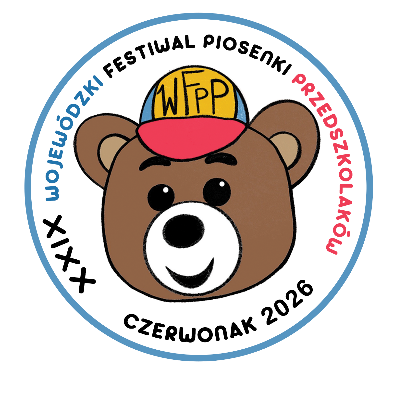 XXIX WOJEWÓDZKI FESTIWAL PIOSENKI PRZEDSZKOLAKÓW
WFPP
CZERWONAK 2026